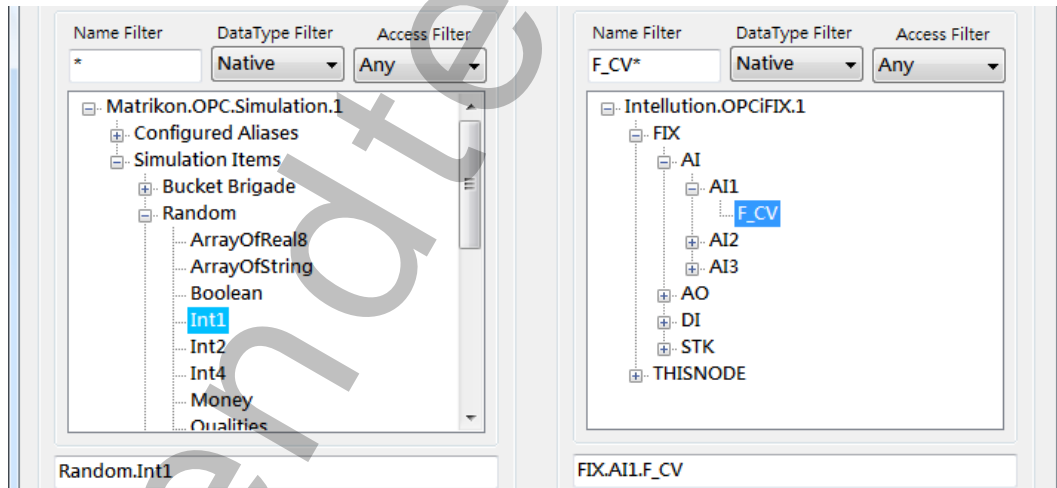 Name Filter DataType Filter Access Filter
* Native Any
Matrikon.OPC.Simulation.1
Configured Aliases
Simulation Items
Bucket Brigade
Random
ArrayOfReal8
ArrayOfString
Boolean
Int1
Int2
Int4
Money
Qualities
Random.Int1
Name Filter DataType Filter Access Filter
F_CV* Native Any
Intellution.OPCiFIX.1
FIX
AI
AI1
F_CV
AI2
AI3
AO
DI
STK
THISNODE
FIX.AI1.F_CV
endte